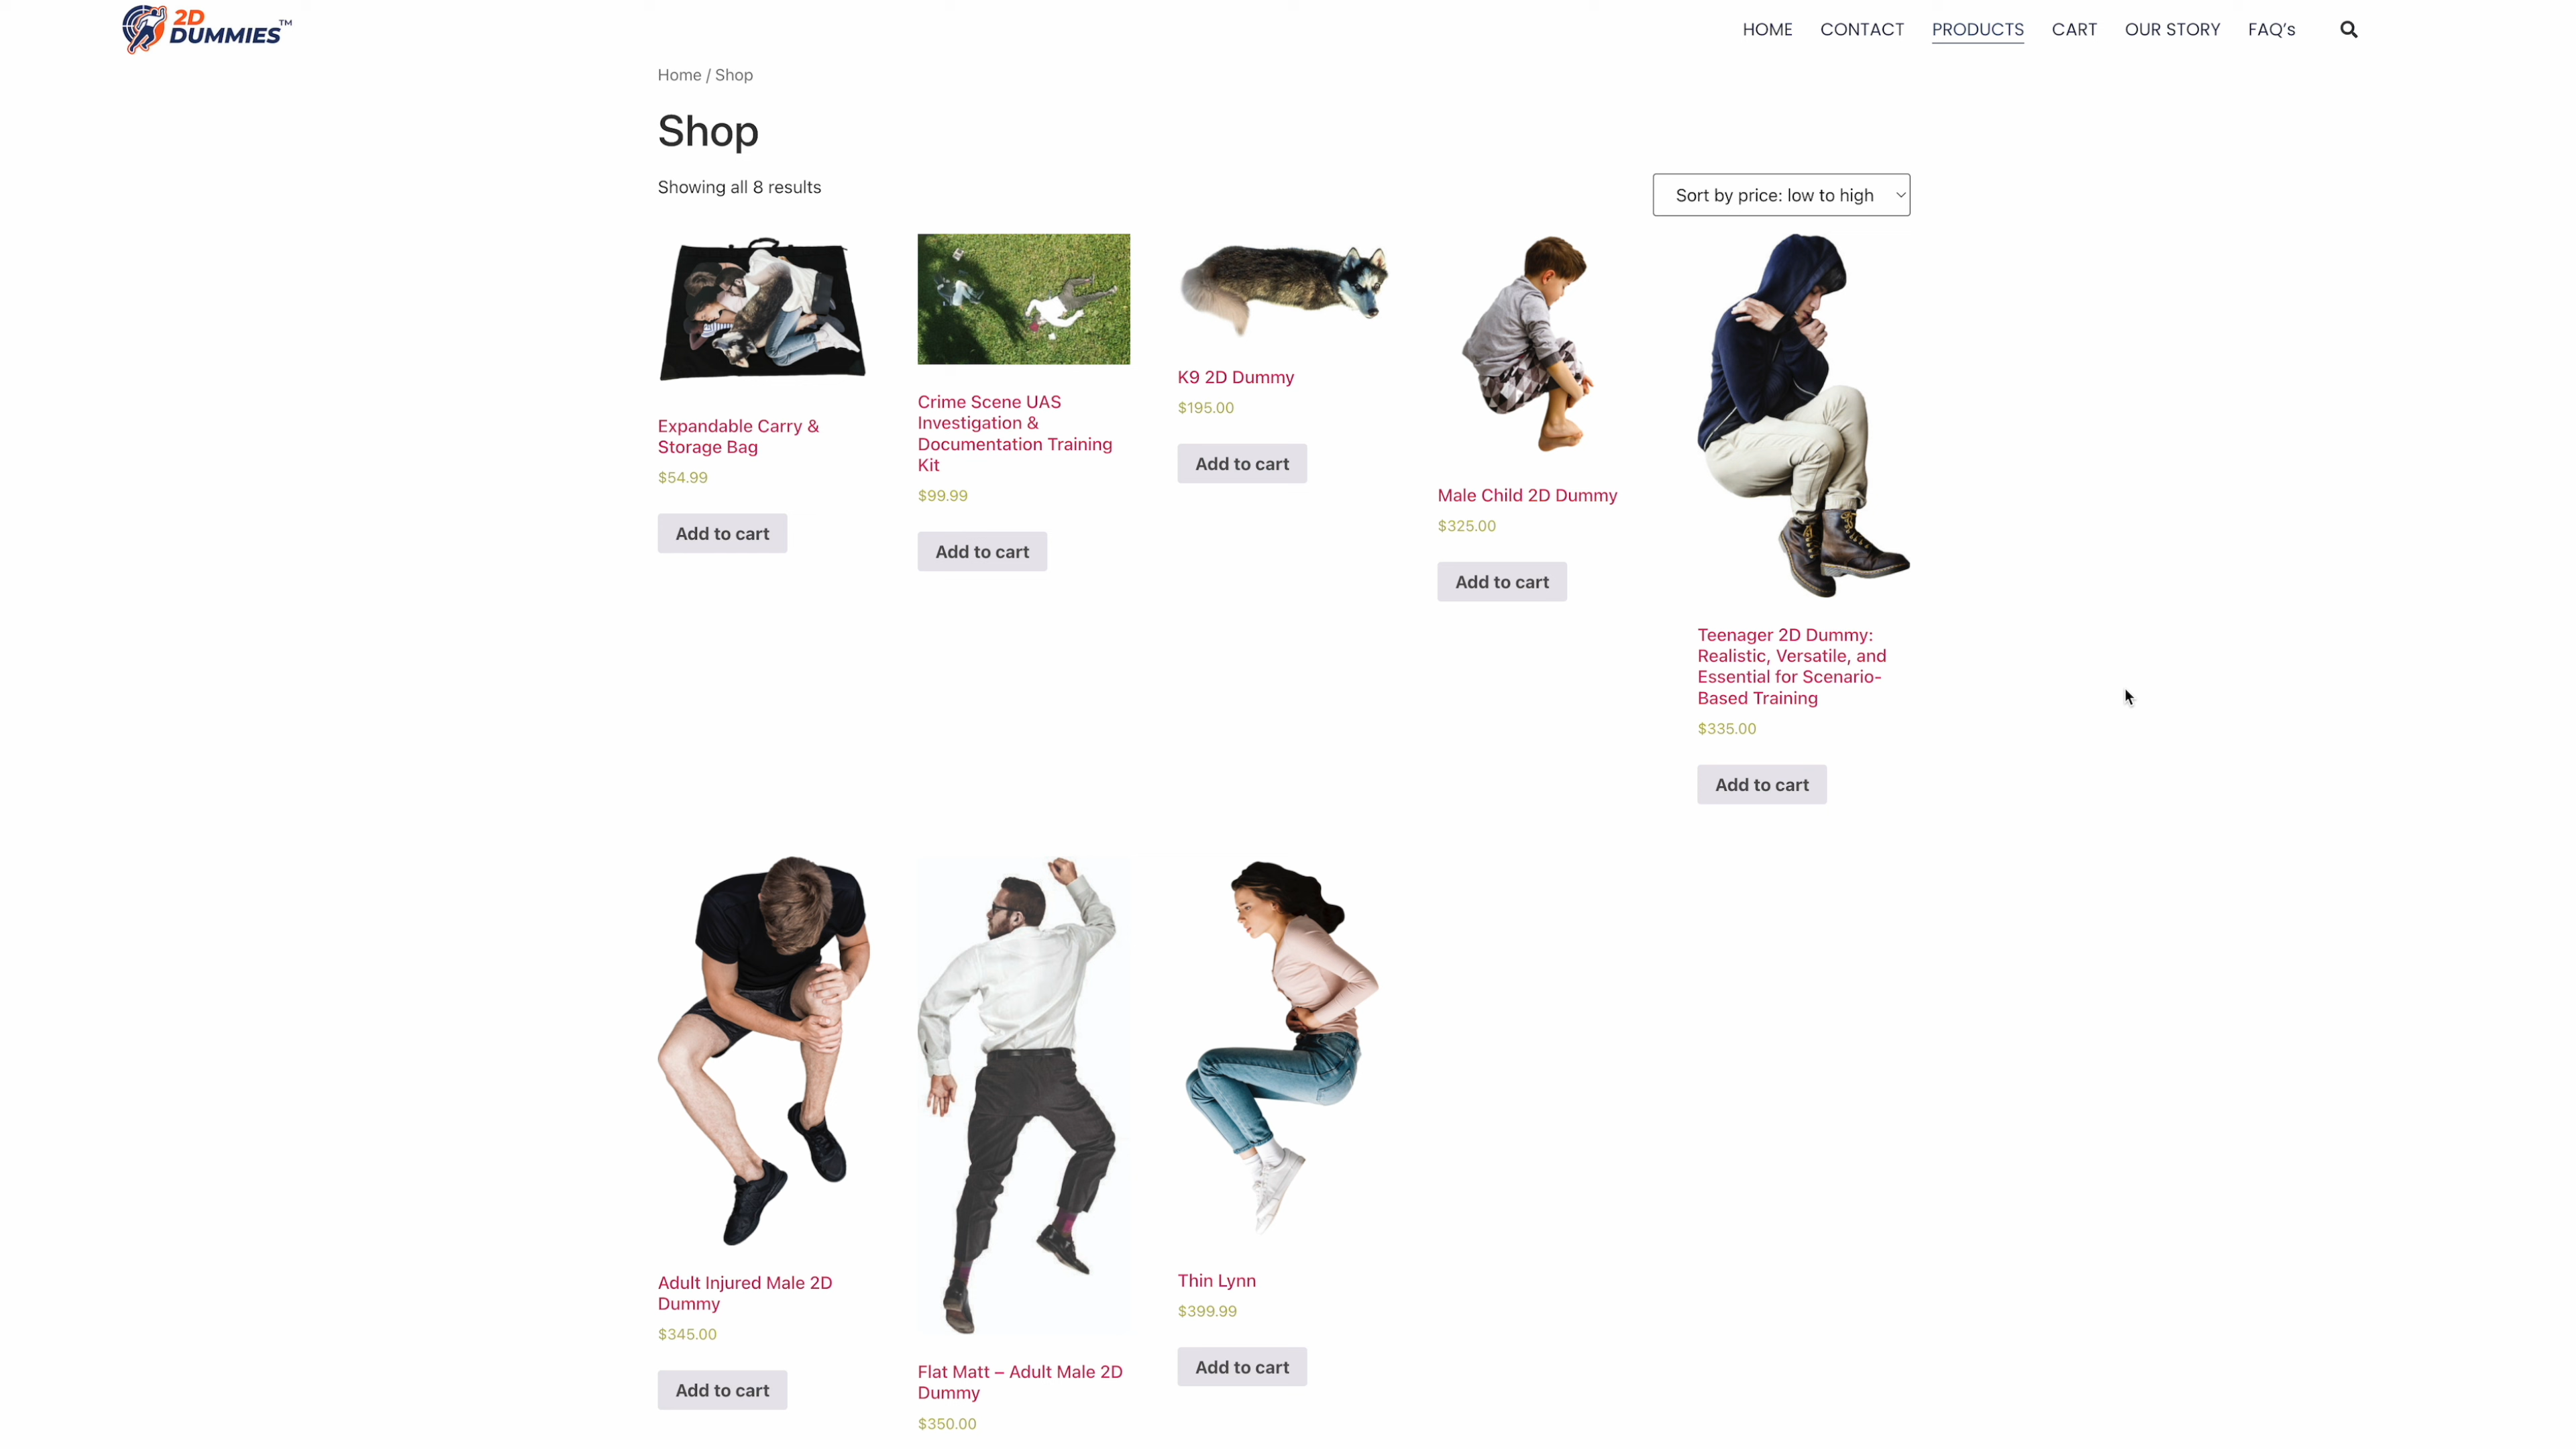 2D
DUMMIES™
HOME CONTACT PRODUCTS CART OUR STORY FAQ’s
Home / Shop
Shop
Showing all 8 results
Sort by price: low to high
Expandable Carry &
Storage Bag
$54.99
Add to cart
Crime Scene UAS
Investigation &
Documentation Training
Kit
$99.99
Add to cart
K9 2D Dummy
$195.00
Add to cart
Male Child 2D Dummy
$325.00
Add to cart
Teenager 2D Dummy:
Realistic, Versatile, and
Essential for Scenario-
Based Training
$335.00
Add to cart
Adult Injured Male 2D
Dummy
$345.00
Add to cart
Flat Matt – Adult Male 2D
Dummy
$350.00
Thin Lynn
$399.99
Add to cart